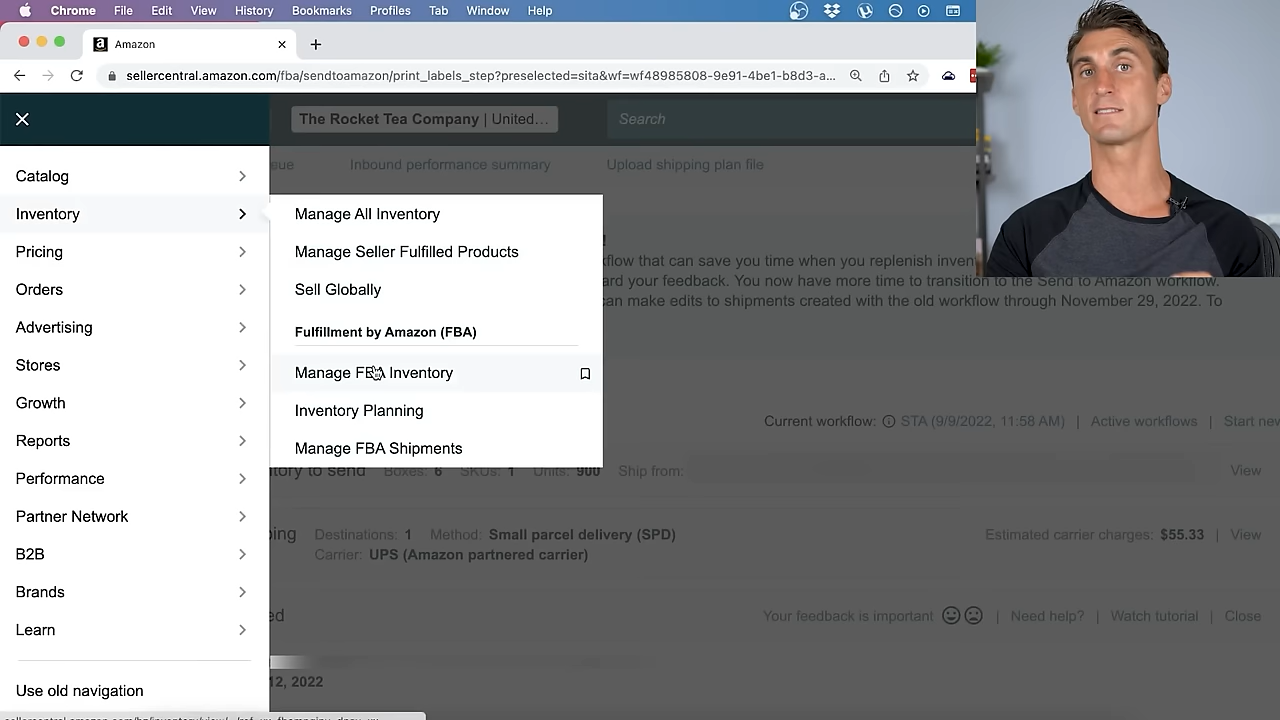 Chrome File Edit View History Bookmarks Profiles Tab Window Help
Amazon
sellercentral.amazon.com/fba/sendtoamazon/print_labels_step?preselected=sita&wf=wf48985808-9e91-4be1-b8d3-a...
The Rocket Tea Company | United...
Search
eue Inbound performance summary Upload shipping plan file
Catalog
Inventory
Pricing
Orders
Advertising
Stores
Growth
Reports
Performance
Partner Network
B2B
Brands
Learn
Use old navigation
Manage All Inventory
Manage Seller Fulfilled Products
Sell Globally
Fulfillment by Amazon (FBA)
Manage FBA Inventory
Inventory Planning
Manage FBA Shipments
!
flow that can save you time when you replenish inven
ard your feedback. You now have more time to transition to the Send to Amazon workflow.
can make edits to shipments created with the old workflow through November 29, 2022. To
Current workflow: STA (9/9/2022, 11:58 AM) | Active workflows | Start new
tory to send Boxes: 6 SKUs: 1 Units: 900 Ship from: View
ping Destinations: 1 Method: Small parcel delivery (SPD) Estimated carrier charges: $55.33 | View
Carrier: UPS (Amazon partnered carrier)
ed Your feedback is important | Need help? | Watch tutorial | Close
12, 2022